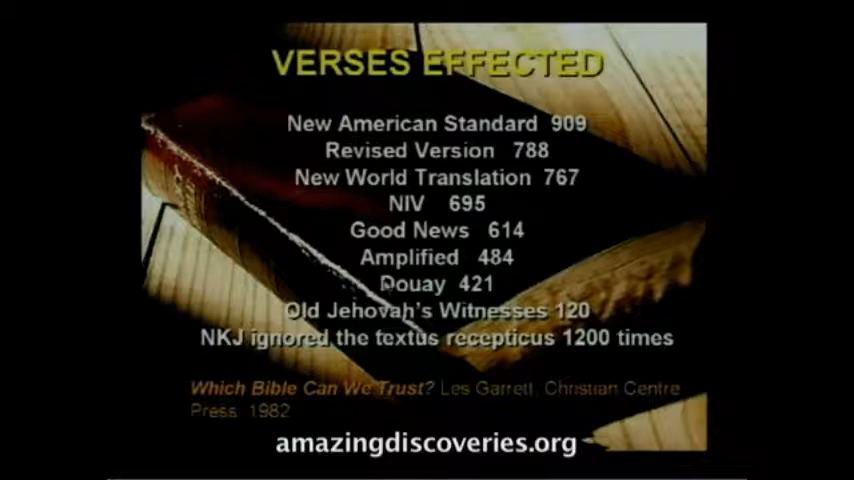 VERSES EFFECTED
New American Standard 909
Revised Version 788
New World Translation 767
NIV 695
Good News 614
Amplified 484
Douay 421
Old Jehovah's Witnesses 120
NKJ ignored the textus recepticus 1200 times
Which Bible Can We Trust? Les Garrett, Christian Centre
Press, 1982
amazingdiscoveries.org